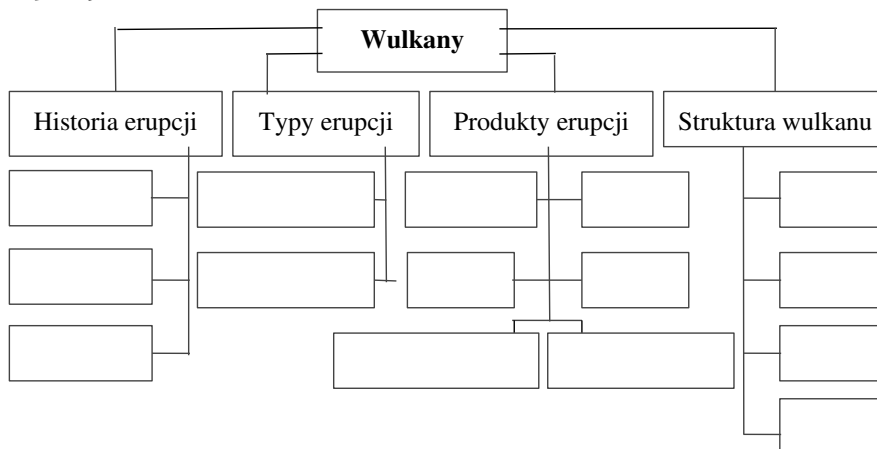 Wulkany
Historia erupcji
Typy erupcji
Produkty erupcji
Struktura wulkanu